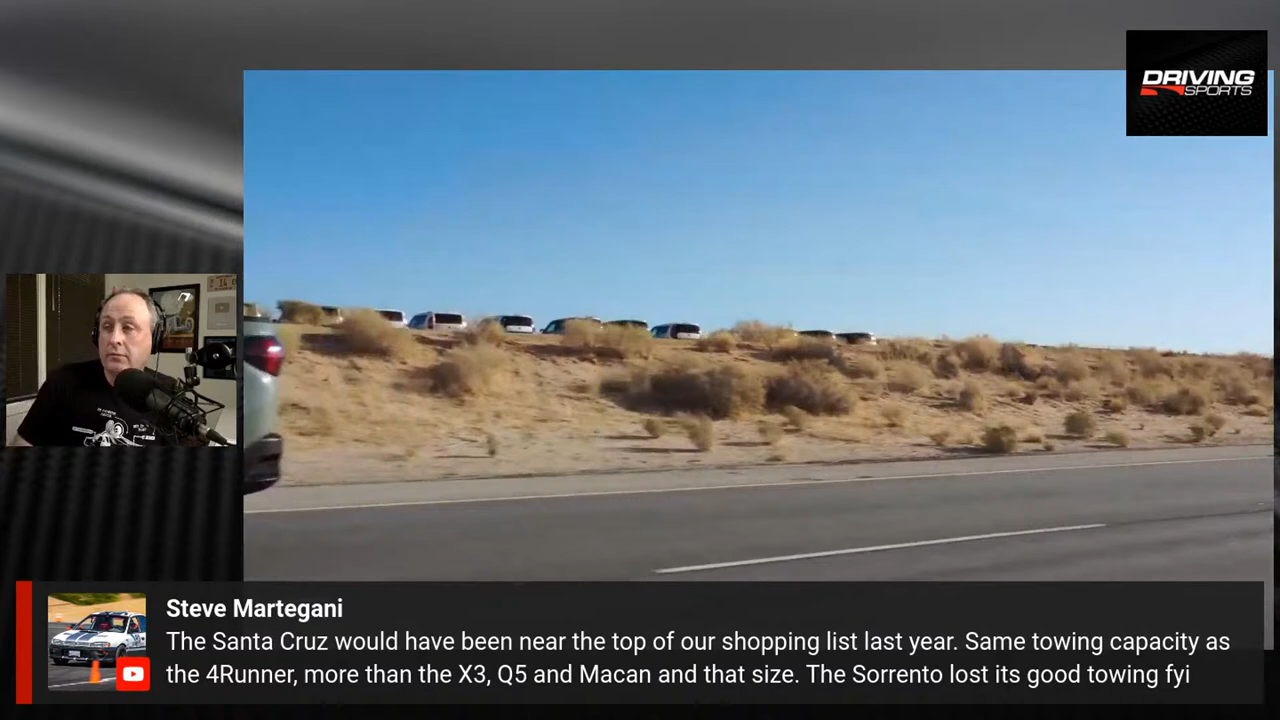 DRIVING
SPORTS
Steve Martegani
The Santa Cruz would have been near the top of our shopping list last year. Same towing capacity as
the 4Runner, more than the X3, Q5 and Macan and that size. The Sorrento lost its good towing fyi